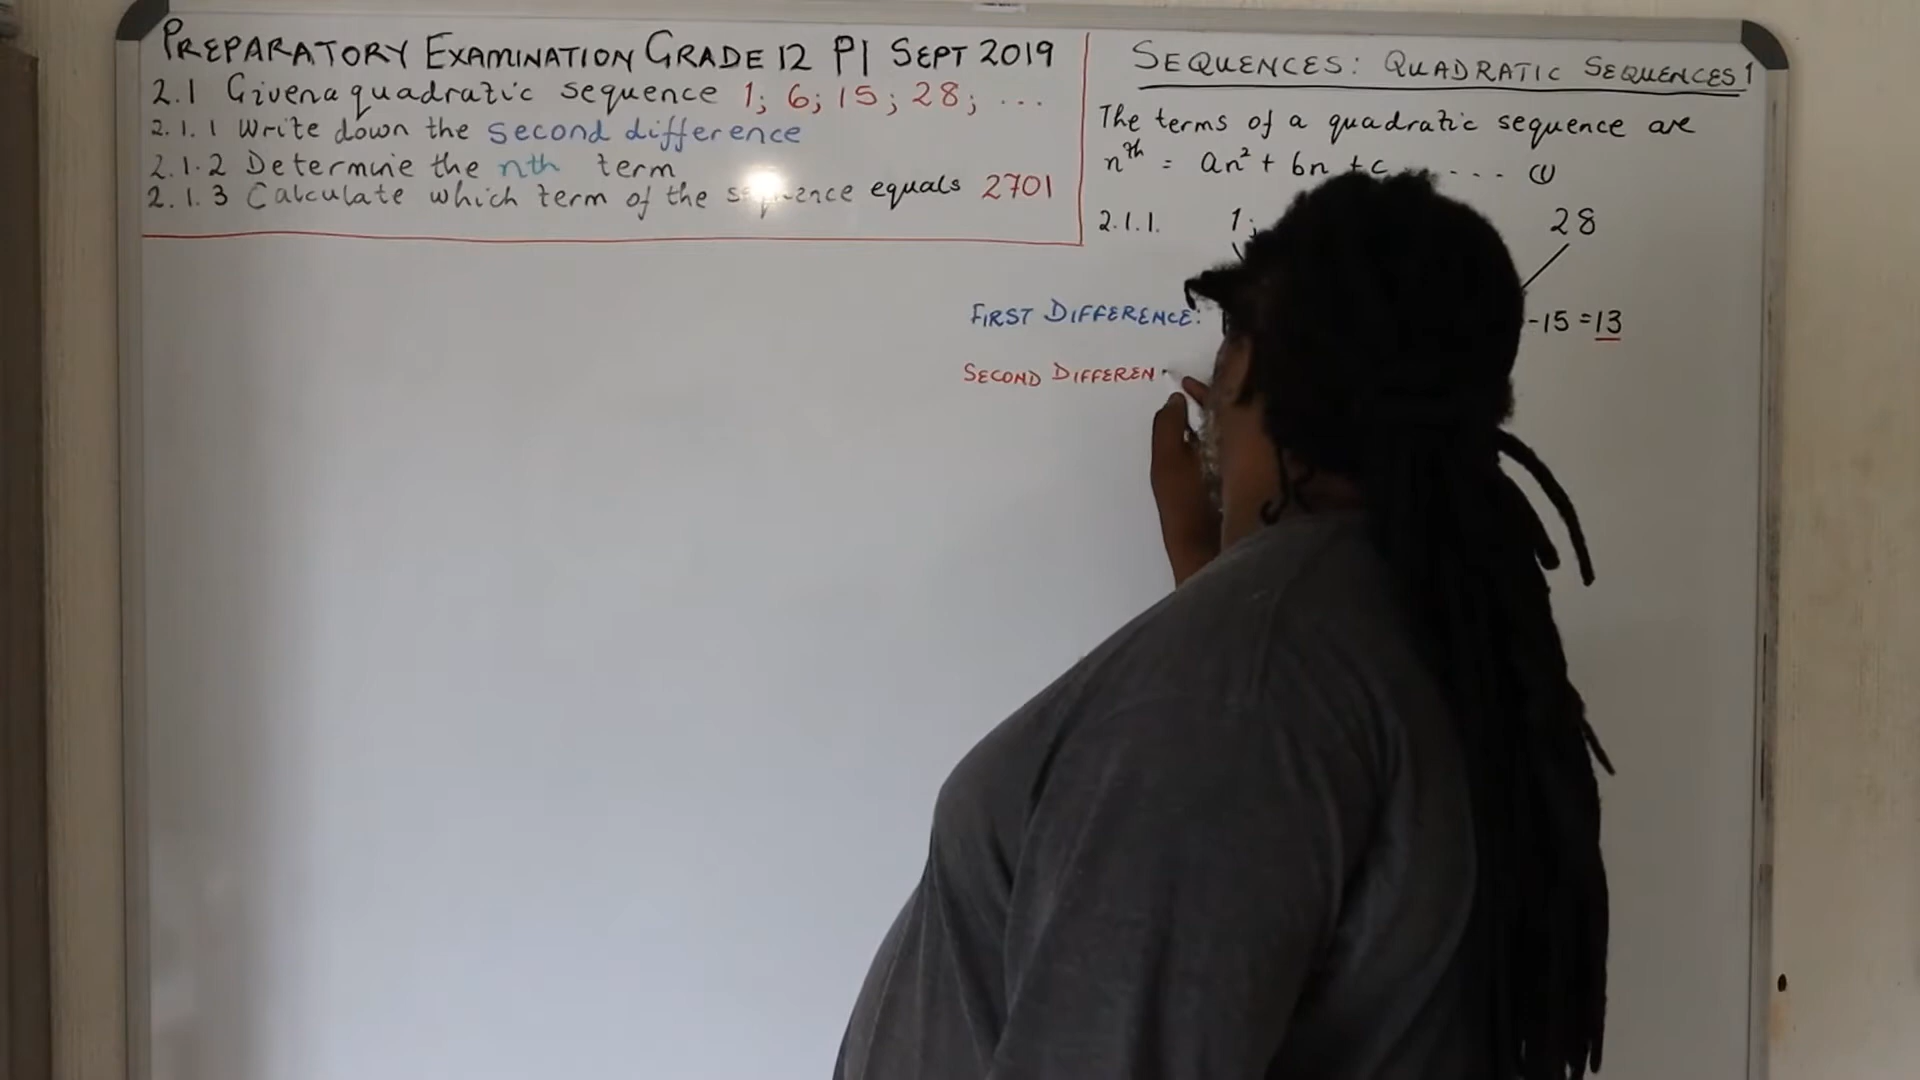 PREPARATORY EXAMINATION GRADE 12 P1 SEPT 2019
2.1 Given a quadratic sequence 1; 6; 15; 28; ...
2.1.1 Write down the second difference
2.1.2 Determine the nth term
2.1.3 Calculate which term of the sequence equals 2701
SEQUENCES: QUADRATIC SEQUENCES 1
The terms of a quadratic sequence are
nth = an² + bn + c ... (1)
2.1.1. 1; 28
FIRST DIFFERENCE: -15 = 13
SECOND DIFFEREN